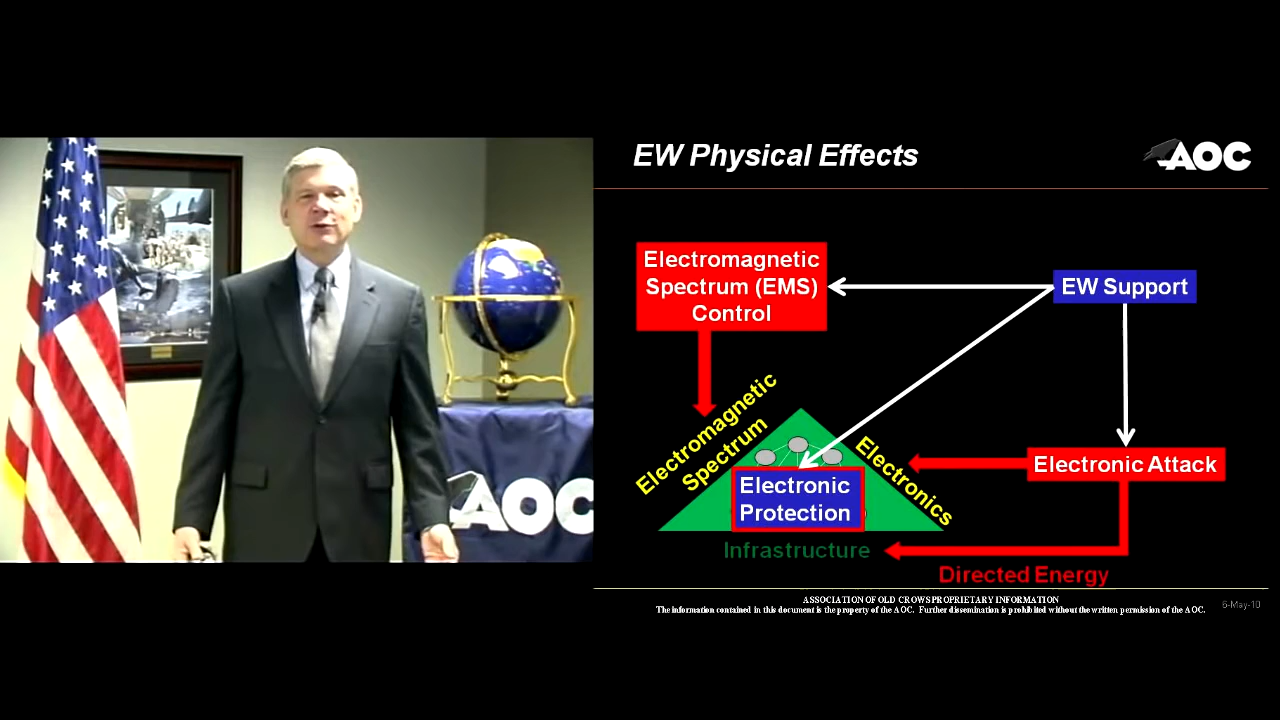 EW Physical Effects
AOC
Electromagnetic
Spectrum (EMS)
Control
EW Support
Electromagnetic
Spectrum
Electronics
Electronic Attack
Electronic
Protection
Infrastructure
Directed Energy
AOC
ASSOCIATION OF OLD CROWS PROPRIETARY INFORMATION
The information contained in this document is the property of the AOC. Further dissemination is prohibited without the written permission of the AOC.
6-May-10